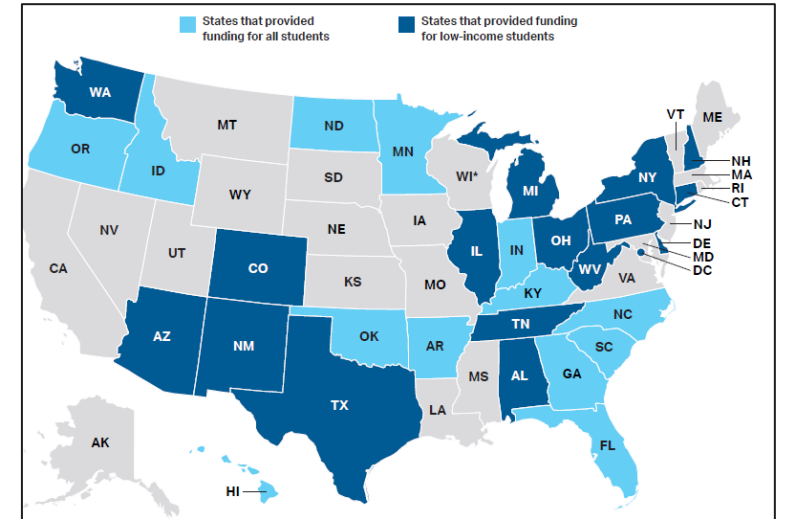 States that provided
funding for all students
States that provided funding
for low-income students
WA
MT
ND
MN
VT
ME
OR
ID
SD
WI*
MI
NY
NH
MA
RI
CT
WY
IA
PA
NJ
NE
NV
UT
IL
IN
OH
DE
MD
DC
CA
CO
KS
MO
WV
VA
KY
NC
TN
AZ
NM
OK
AR
SC
MS
AL
GA
TX
LA
AK
FL
HI